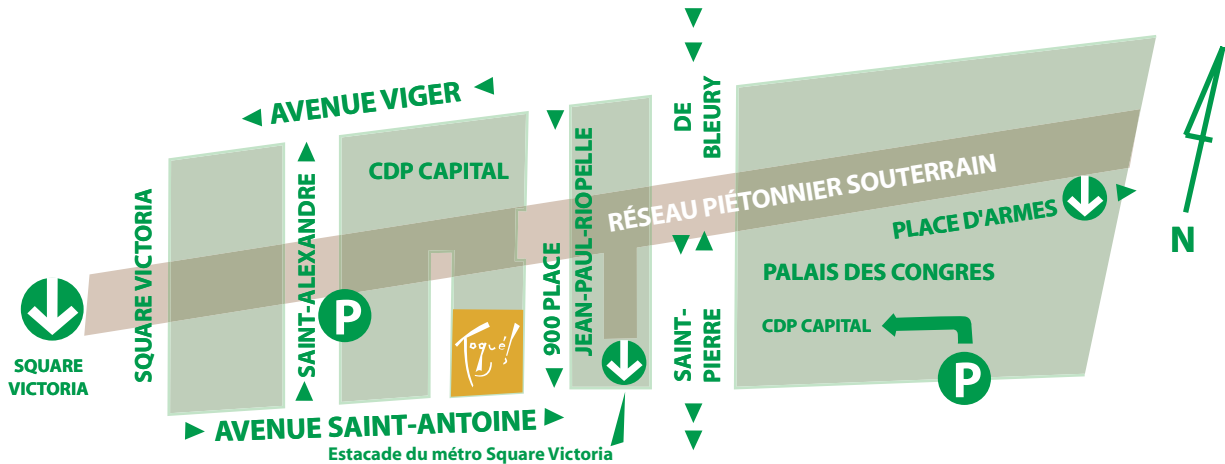 AVENUE VIGER
DE
BLEURY
CDP CAPITAL
RÉSEAU PIÉTONNIER SOUTERRAIN
PLACE D'ARMES
N
SQUARE VICTORIA
SAINT-ALEXANDRE
900 PLACE
JEAN-PAUL-RIOPELLE
PALAIS DES CONGRES
P
Toqué!
SAINT-
PIERRE
CDP CAPITAL
P
SQUARE
VICTORIA
AVENUE SAINT-ANTOINE
Estacade du métro Square Victoria